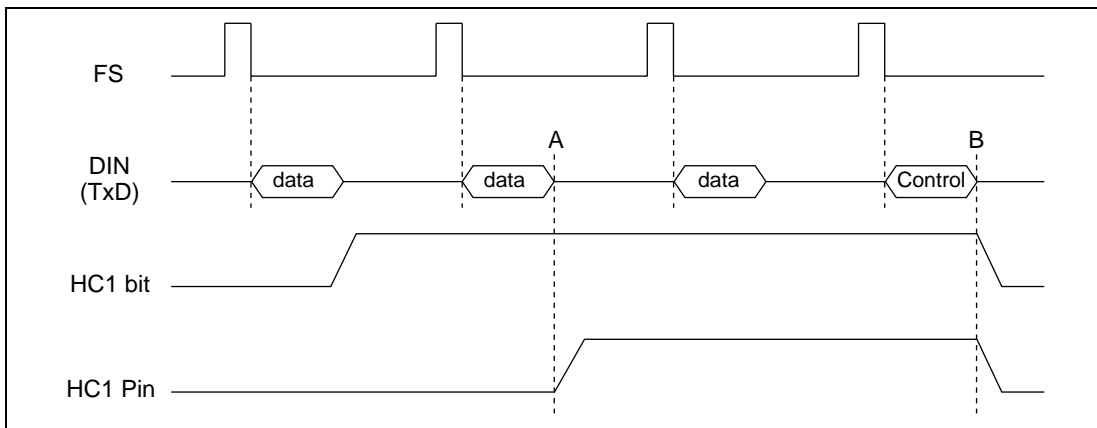 FS
A
B
DIN
(TxD)
data
data
data
Control
HC1 bit
HC1 Pin